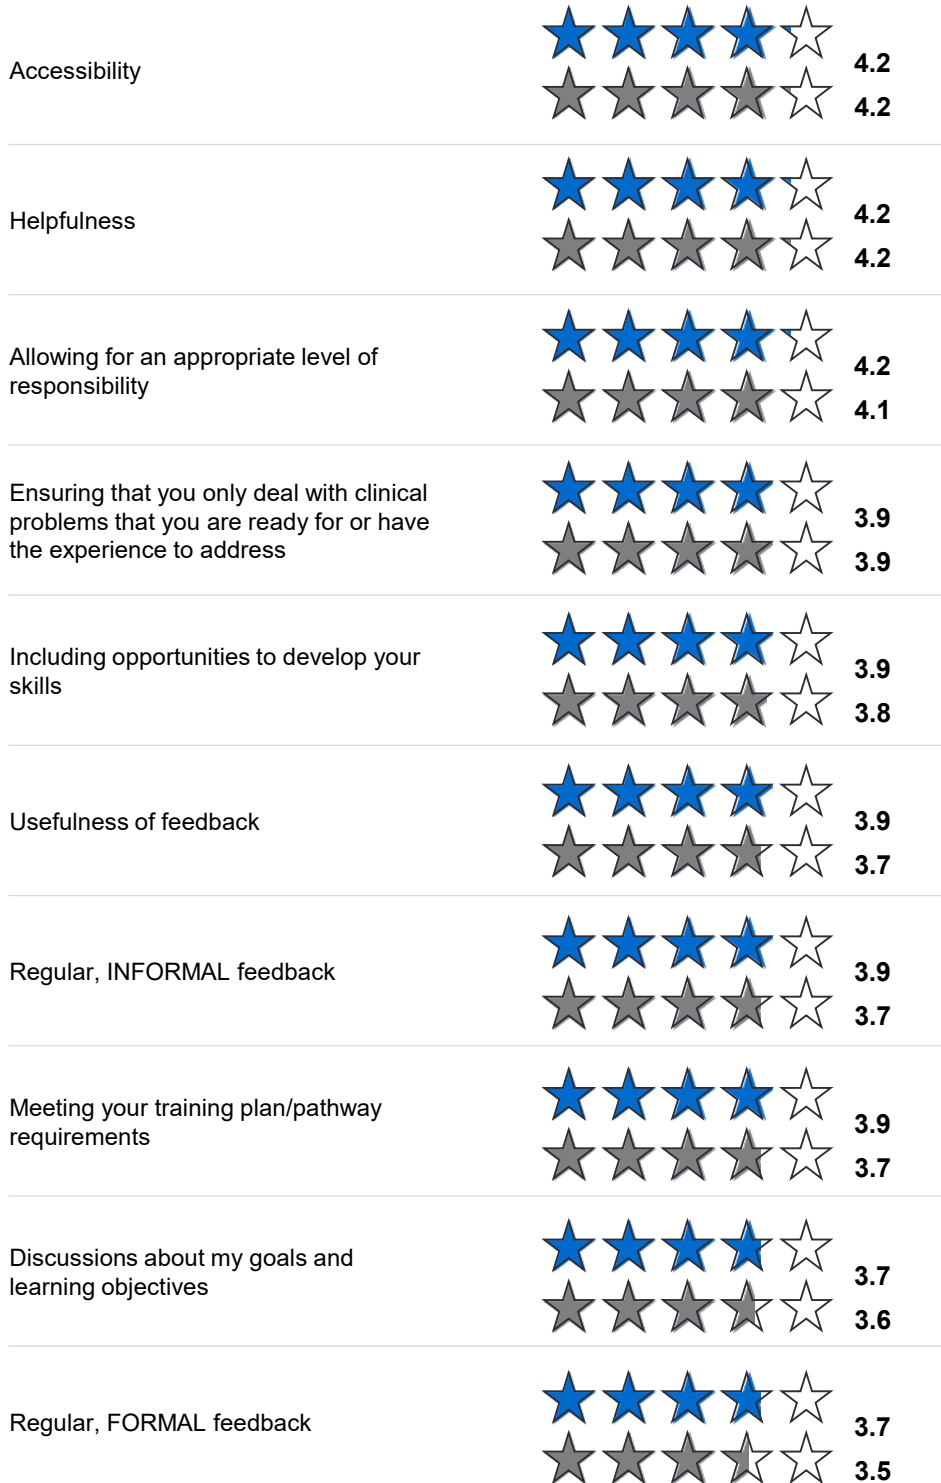 Accessibility
4.2
4.2
Helpfulness
4.2
4.2
Allowing for an appropriate level of
responsibility
4.2
4.1
Ensuring that you only deal with clinical
problems that you are ready for or have
the experience to address
3.9
3.9
Including opportunities to develop your
skills
3.9
3.8
Usefulness of feedback
3.9
3.7
Regular, INFORMAL feedback
3.9
3.7
Meeting your training plan/pathway
requirements
3.9
3.7
Discussions about my goals and
learning objectives
3.7
3.6
Regular, FORMAL feedback
3.7
3.5